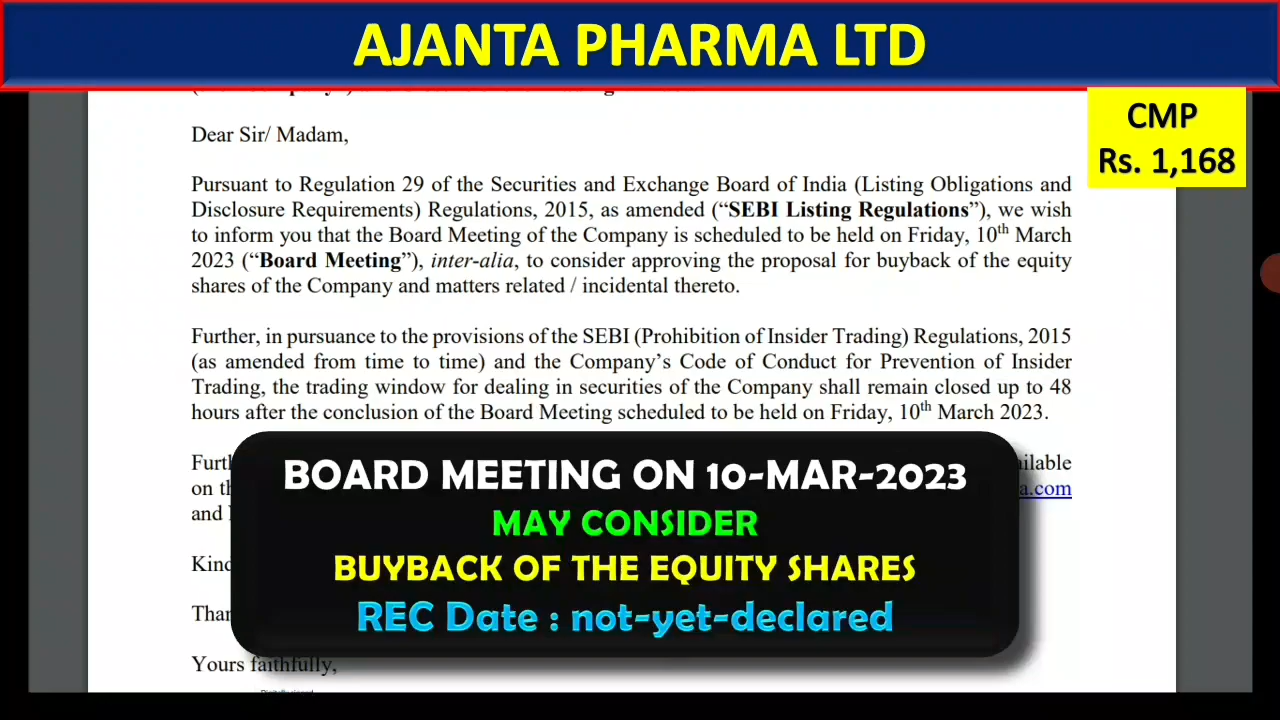 AJANTA PHARMA LTD
CMP
Rs. 1,168
Dear Sir/ Madam,
Pursuant to Regulation 29 of the Securities and Exchange Board of India (Listing Obligations and
Disclosure Requirements) Regulations, 2015, as amended (“SEBI Listing Regulations”), we wish
to inform you that the Board Meeting of the Company is scheduled to be held on Friday, 10th March
2023 (“Board Meeting”), inter-alia, to consider approving the proposal for buyback of the equity
shares of the Company and matters related / incidental thereto.
Further, in pursuance to the provisions of the SEBI (Prohibition of Insider Trading) Regulations, 2015
(as amended from time to time) and the Company’s Code of Conduct for Prevention of Insider
Trading, the trading window for dealing in securities of the Company shall remain closed up to 48
hours after the conclusion of the Board Meeting scheduled to be held on Friday, 10th March 2023.
on
and
BOARD MEETING ON 10-MAR-2023
MAY CONSIDER
BUYBACK OF THE EQUITY SHARES
REC Date : not-yet-declared
Yours faithfully,